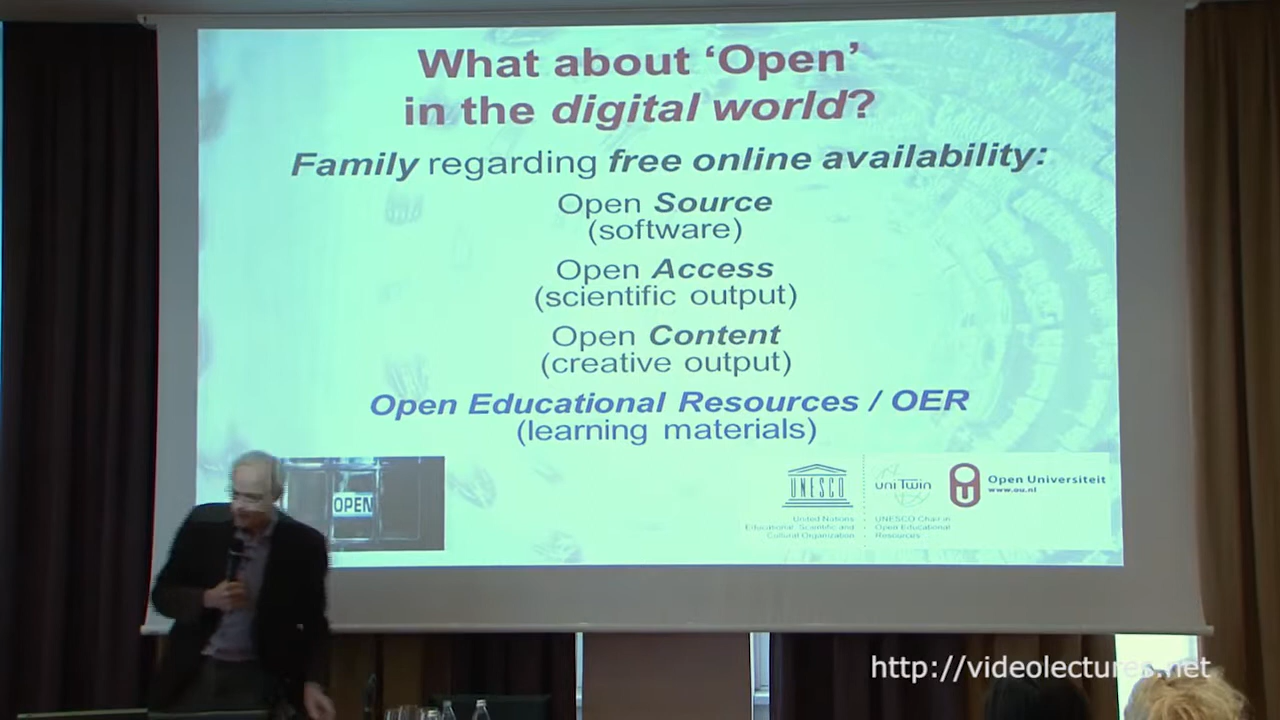 What about ‘Open’
in the digital world?
Family regarding free online availability:
Open Source
(software)
Open Access
(scientific output)
Open Content
(creative output)
Open Educational Resources / OER
(learning materials)
OPEN
UNESCO
United Nations
Educational, Scientific and
Cultural Organization
uniTwin
UNESCO Chair in
Open Educational
Resources
Open Universiteit
www.ou.nl
http://videolectures.net